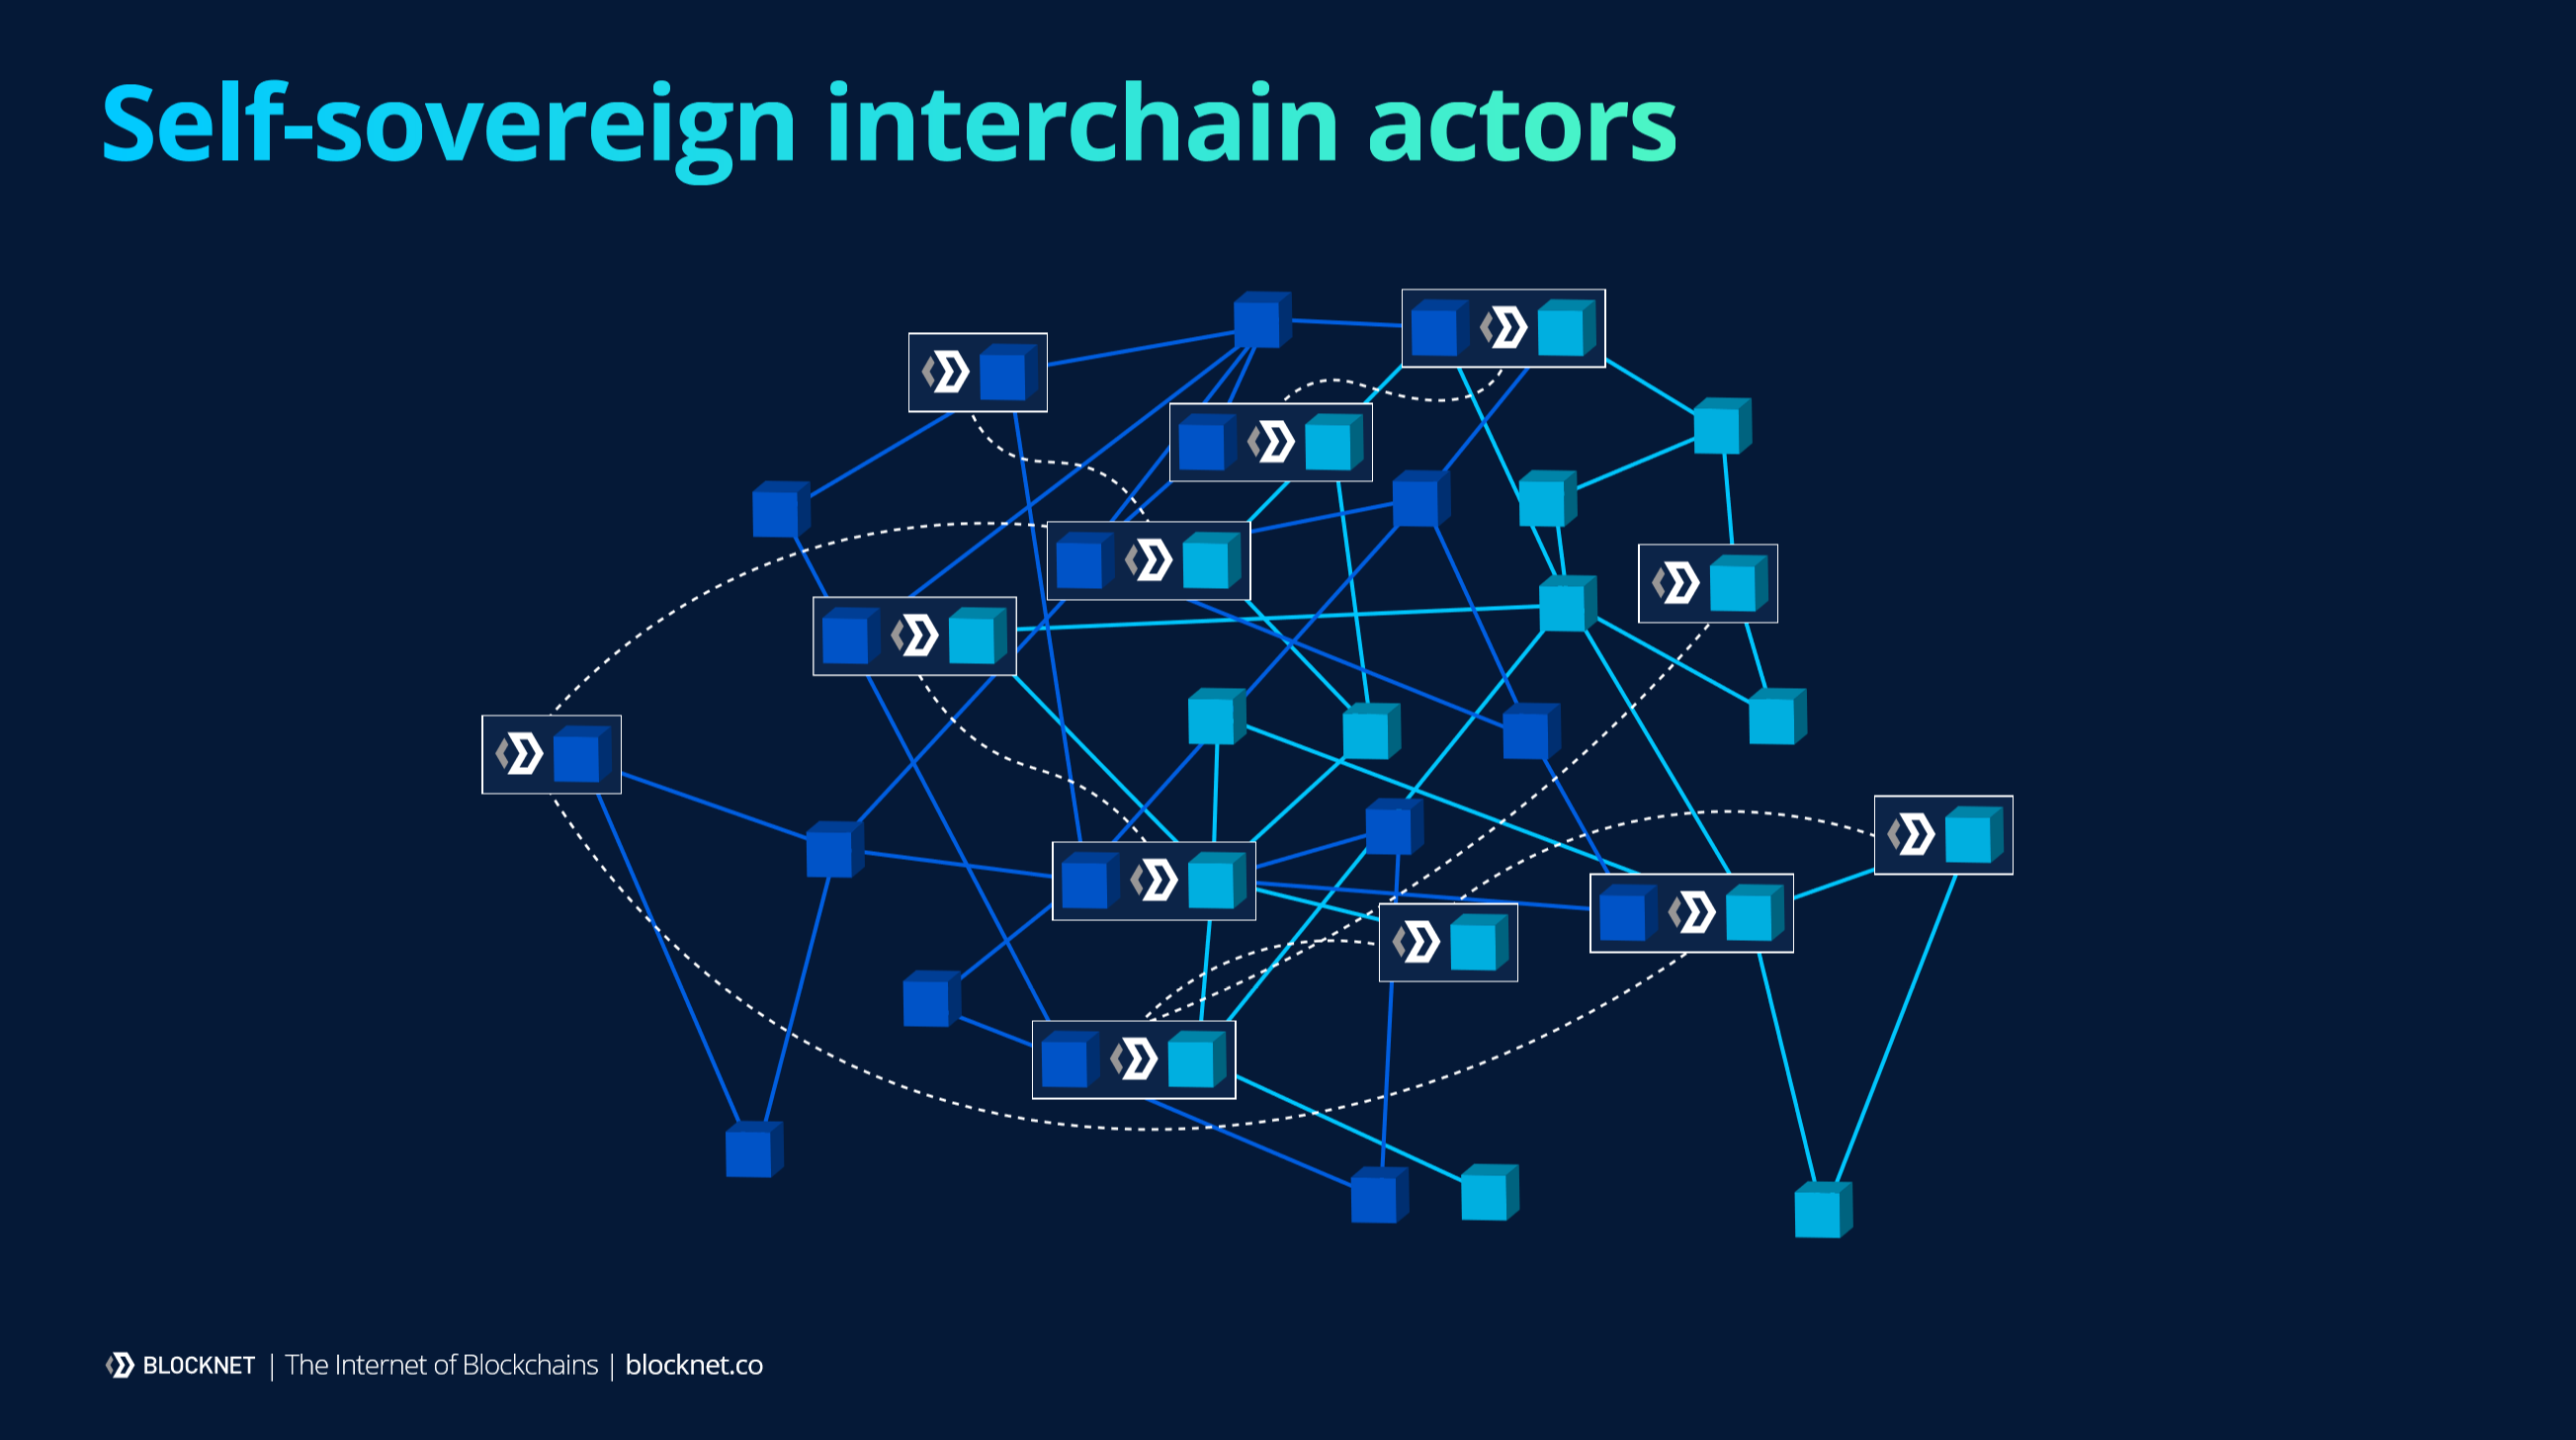 Self-sovereign interchain actors
BLOCKNET | The Internet of Blockchains | blocknet.co